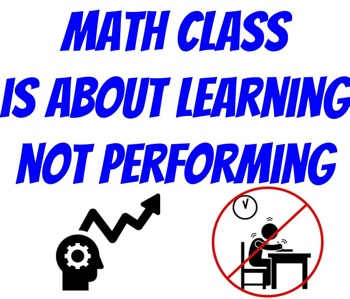 MATH CLASS
IS ABOUT LEARNING
NOT PERFORMING